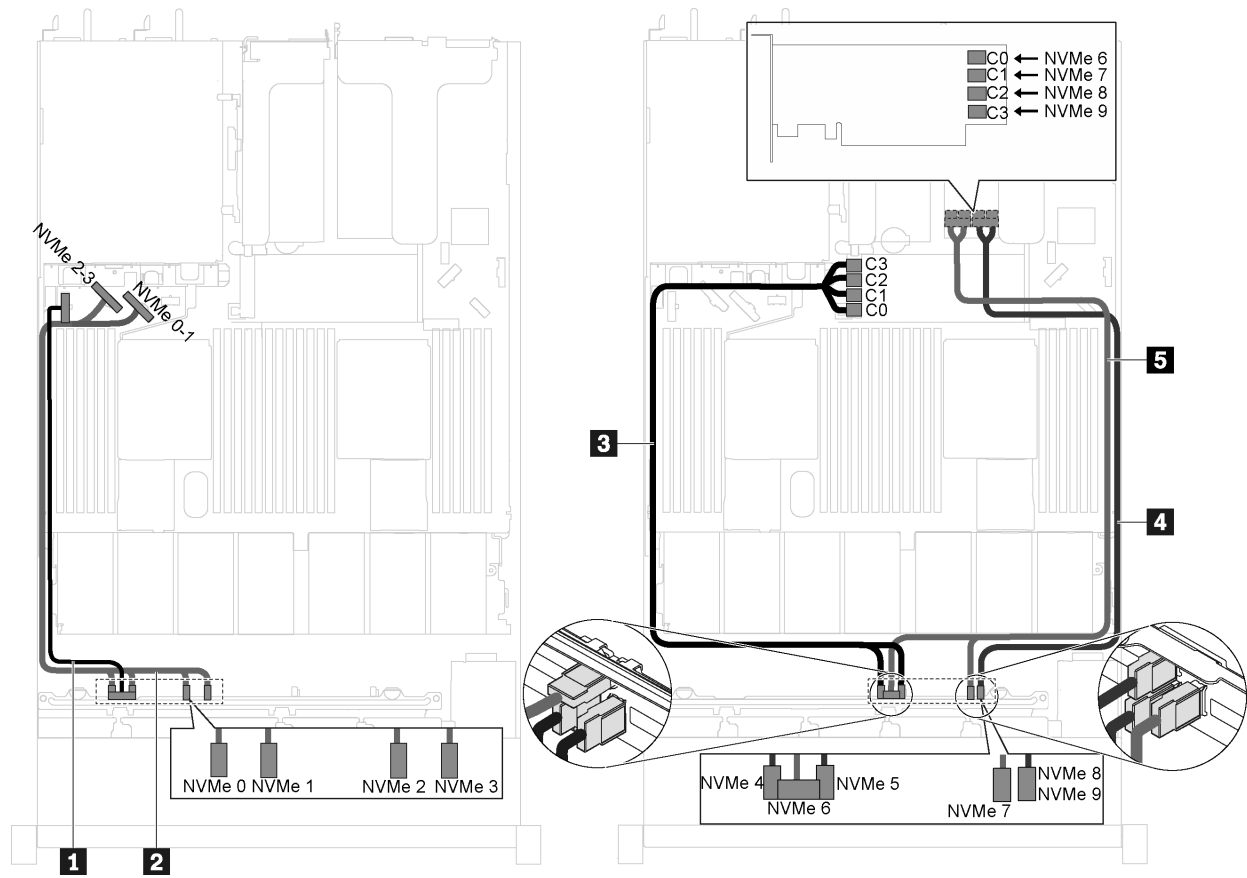 NVMe 2-3
NVMe 0-1
1
2
NVMe 0
NVMe 1
NVMe 2
NVMe 3
C0 ← NVMe 6
C1 ← NVMe 7
C2 ← NVMe 8
C3 ← NVMe 9
C3
C2
C1
C0
3
5
4
NVMe 4
NVMe 5
NVMe 6
NVMe 7
NVMe 8
NVMe 9